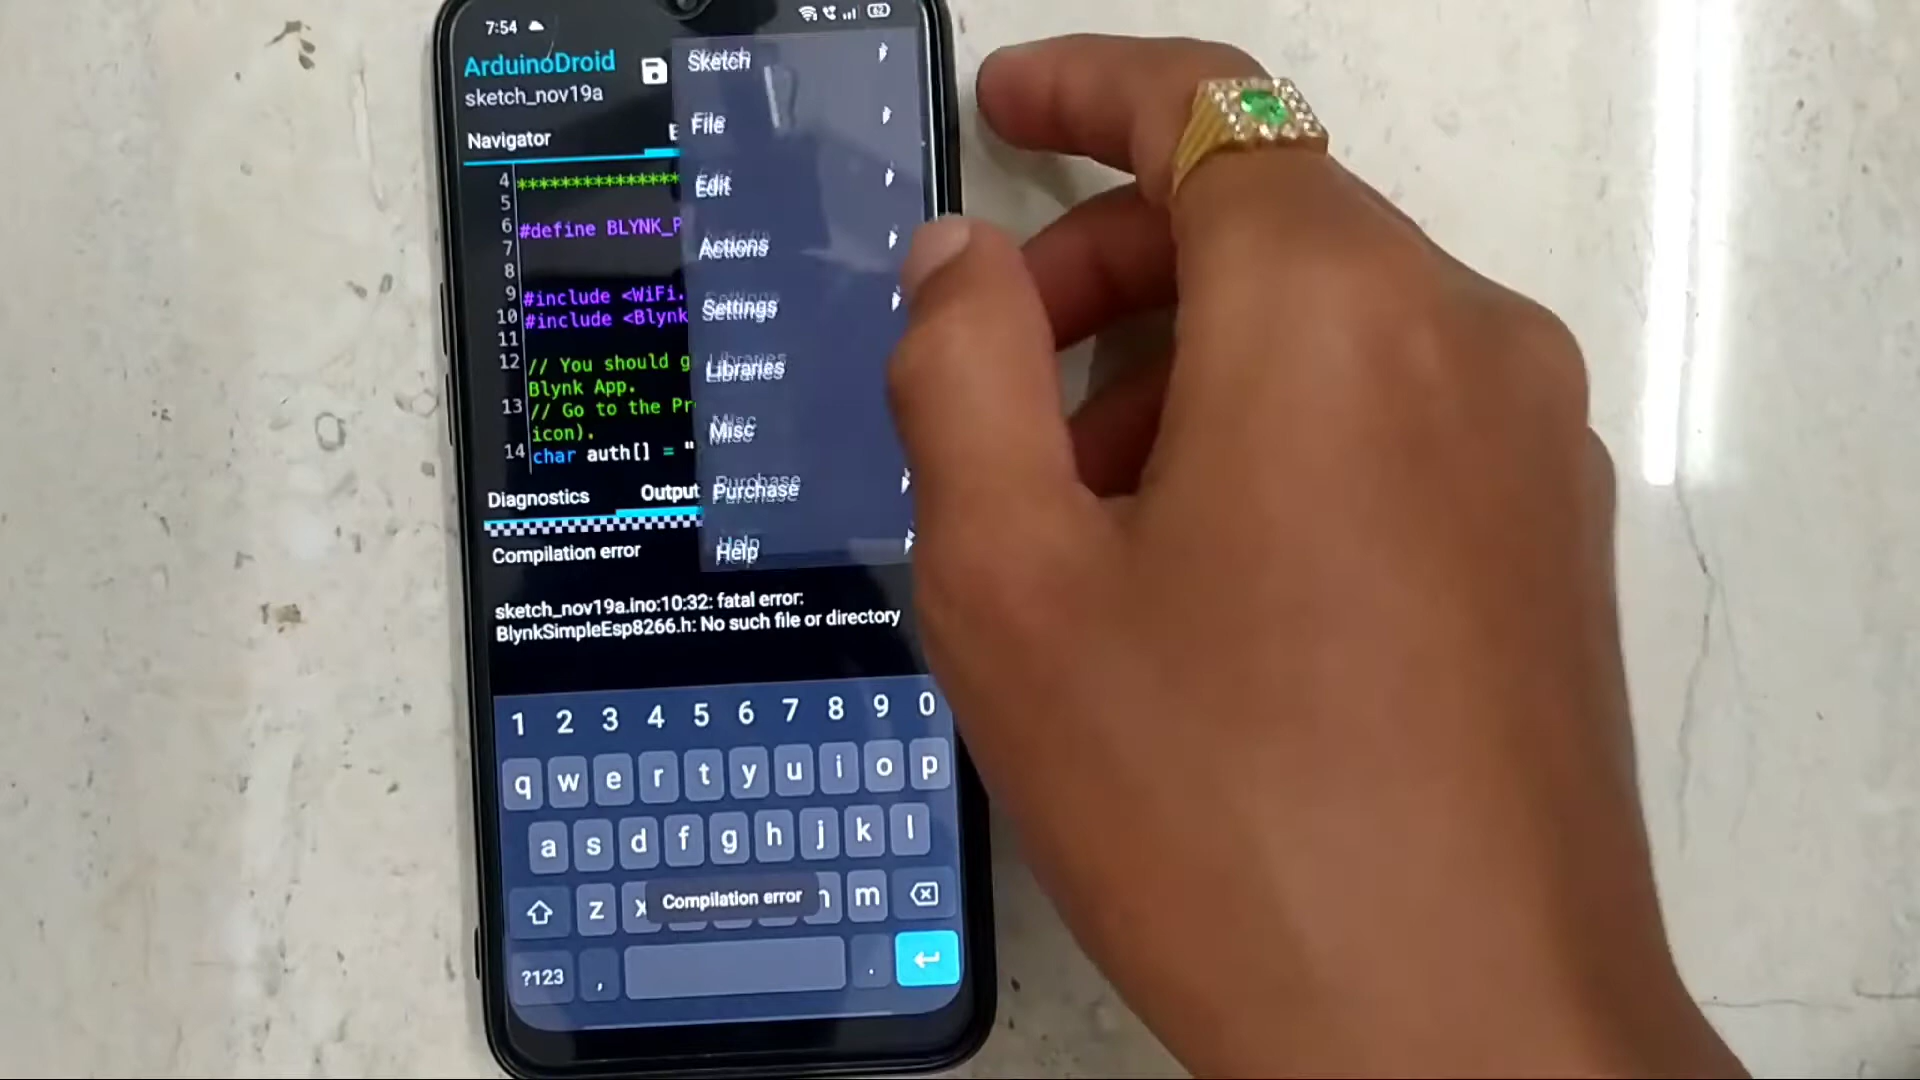 7:54
62
ArduinoDroid
sketch_nov19a
Navigator
E
4 **************
5
6 #define BLYNK_P
7
8
9 #include <WiFi.
10 #include <Blynk
11
12 // You should g
Blynk App.
13 // Go to the Pr
icon).
14 char auth[] = "
Sketch
File
Edit
Actions
Settings
Libraries
Misc
Purchase
Help
Diagnostics Output
Compilation error
sketch_nov19a.ino:10:32: fatal error:
BlynkSimpleEsp8266.h: No such file or directory
1 2 3 4 5 6 7 8 9 0
q w e r t y u i o p
a s d f g h j k l
z x n m
Compilation error
?123 , .